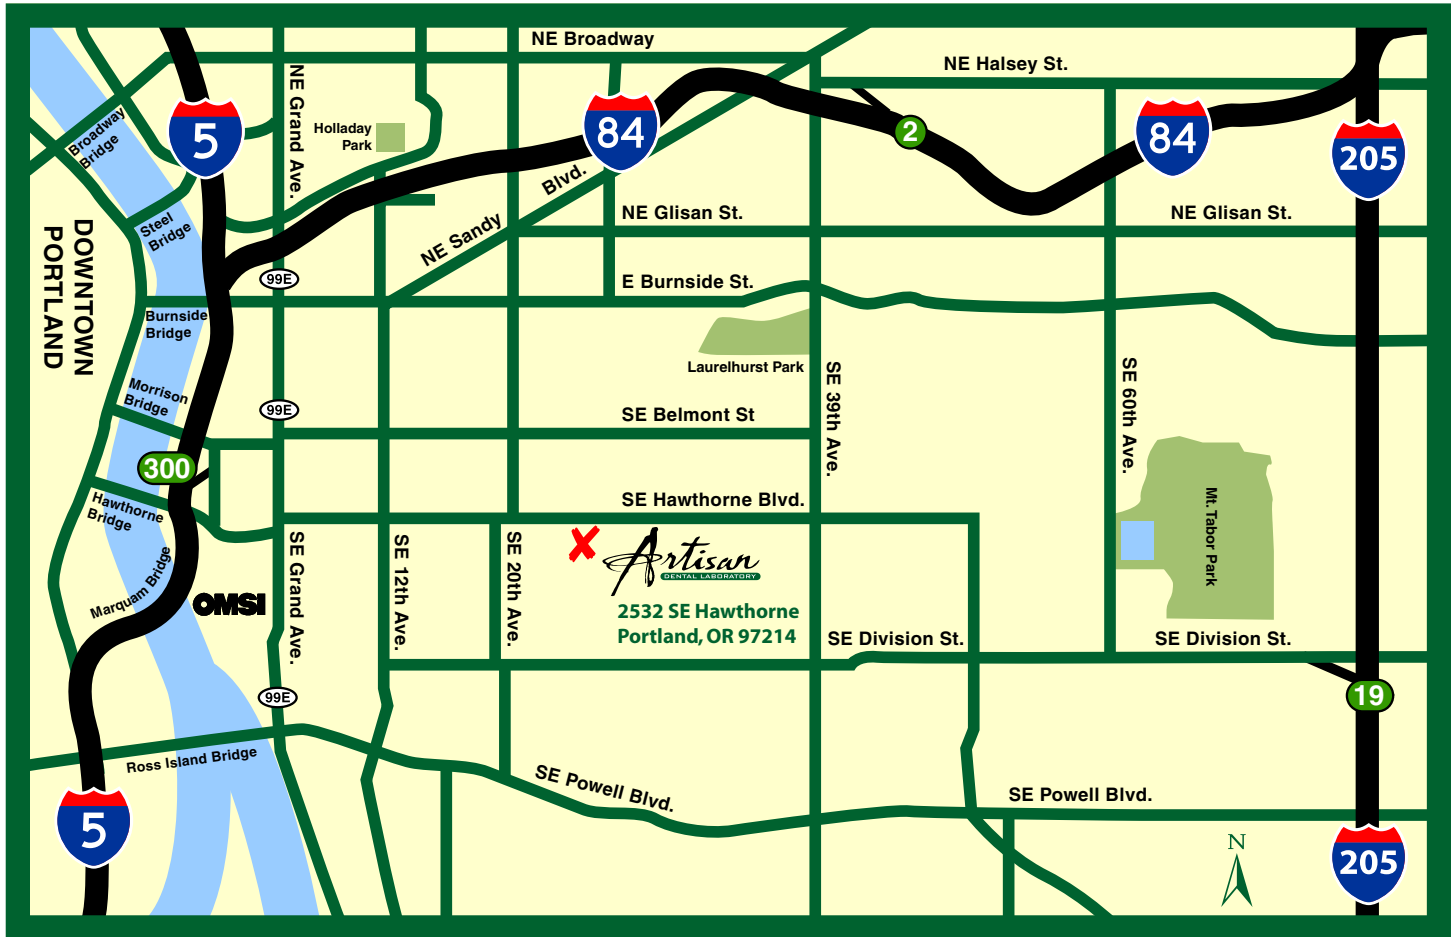 NE Broadway
NE Halsey St.
5
NE Grand Ave.
Holladay
Park
84
2
84
205
Broadway
Bridge
Steel
Bridge
NE Sandy
Blvd.
NE Glisan St.
NE Glisan St.
DOWNTOWN
PORTLAND
99E
E Burnside St.
Burnside
Bridge
Laurelhurst Park
SE 39th Ave.
SE 60th Ave.
Morrison
Bridge
99E
SE Belmont St
300
Hawthorne
Bridge
SE Hawthorne Blvd.
Mt. Tabor Park
Marquam Bridge
OMSI
SE Grand Ave.
SE 12th Ave.
SE 20th Ave.
Artisan
DENTAL LABORATORY
2532 SE Hawthorne
Portland, OR 97214
SE Division St.
SE Division St.
99E
19
Ross Island Bridge
SE Powell Blvd.
SE Powell Blvd.
5
N
205